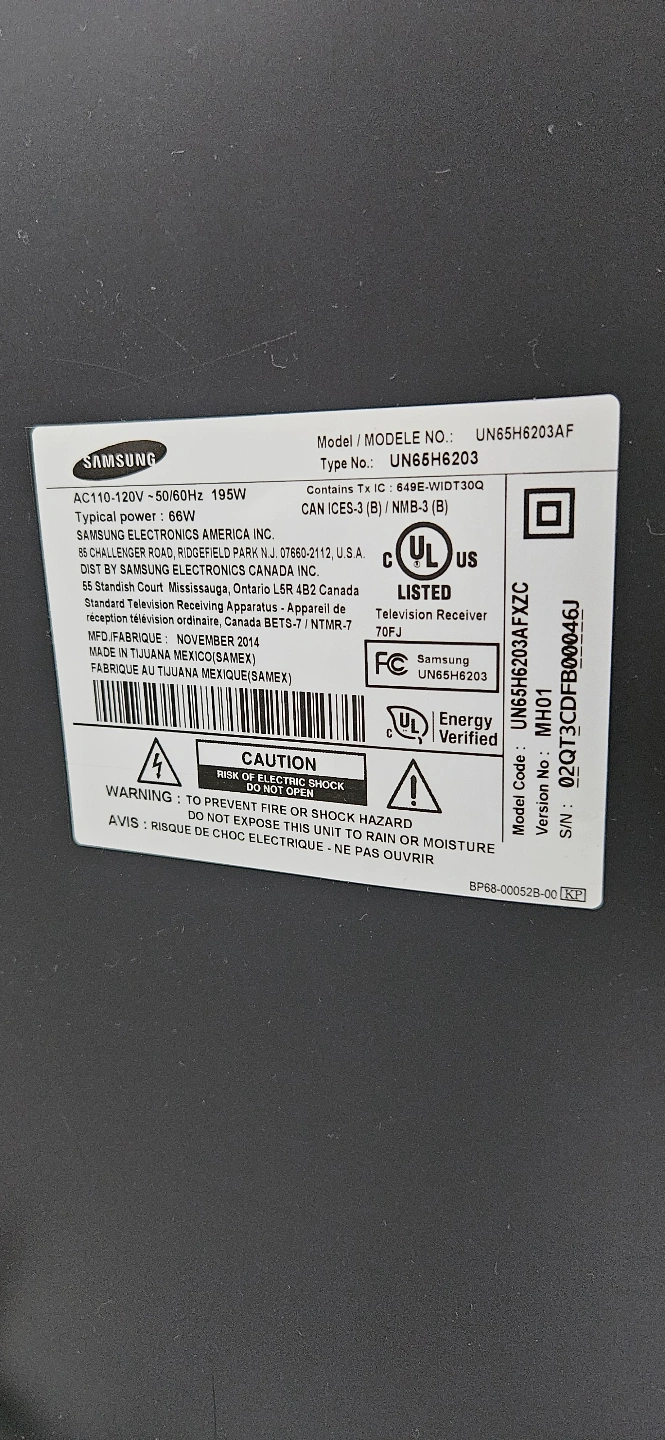 SAMSUNG
Model / MODELE NO.: UN65H6203AF
Type No.: UN65H6203
AC110-120V ~50/60Hz 195W
Typical power : 66W
SAMSUNG ELECTRONICS AMERICA INC.
85 CHALLENGER ROAD, RIDGEFIELD PARK N.J. 07660-2112, U.S.A.
DIST BY SAMSUNG ELECTRONICS CANADA INC.
55 Standish Court Mississauga, Ontario L5R 4B2 Canada
Standard Television Receiving Apparatus - Appareil de
réception télévision ordinaire, Canada BETS-7 / NTMR-7
MFD./FABRIQUE : NOVEMBER 2014
MADE IN TIJUANA MEXICO(SAMEX)
FABRIQUE AU TIJUANA MEXIQUE(SAMEX)
Contains Tx IC : 649E-WIDT30Q
CAN ICES-3 (B) / NMB-3 (B)
C UL US
LISTED
Television Receiver
70FJ
FC Samsung
UN65H6203
C UL Energy
Verified
CAUTION
RISK OF ELECTRIC SHOCK
DO NOT OPEN
WARNING : TO PREVENT FIRE OR SHOCK HAZARD
DO NOT EXPOSE THIS UNIT TO RAIN OR MOISTURE
AVIS : RISQUE DE CHOC ELECTRIQUE - NE PAS OUVRIR
Model Code : UN65H6203AFXZC
Version No : MH01
S/N : 02QT3CDFB00046J
BP68-00052B-00 KP